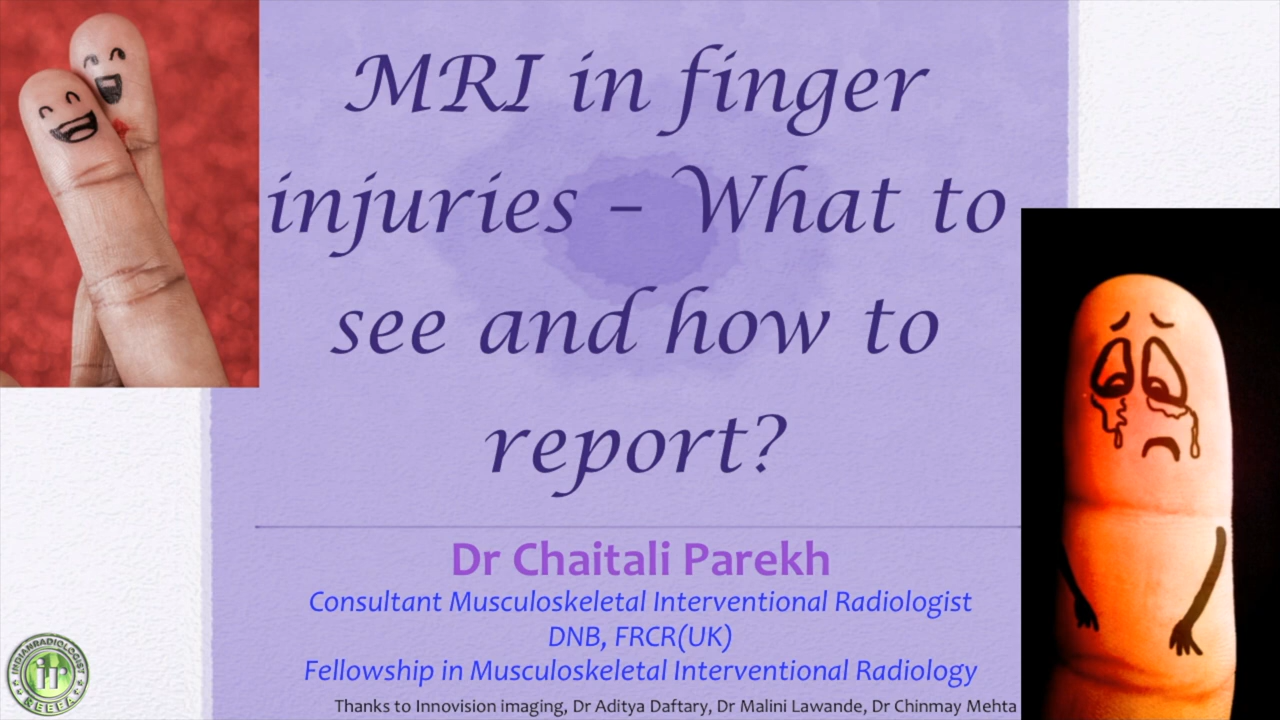 MRI in finger
injuries – What to
see and how to
report?
Dr Chaitali Parekh
Consultant Musculoskeletal Interventional Radiologist
DNB, FRCR(UK)
Fellowship in Musculoskeletal Interventional Radiology
Thanks to Innovision imaging, Dr Aditya Daftary, Dr Malini Lawande, Dr Chinmay Mehta
INDIANRADIOLOGIST